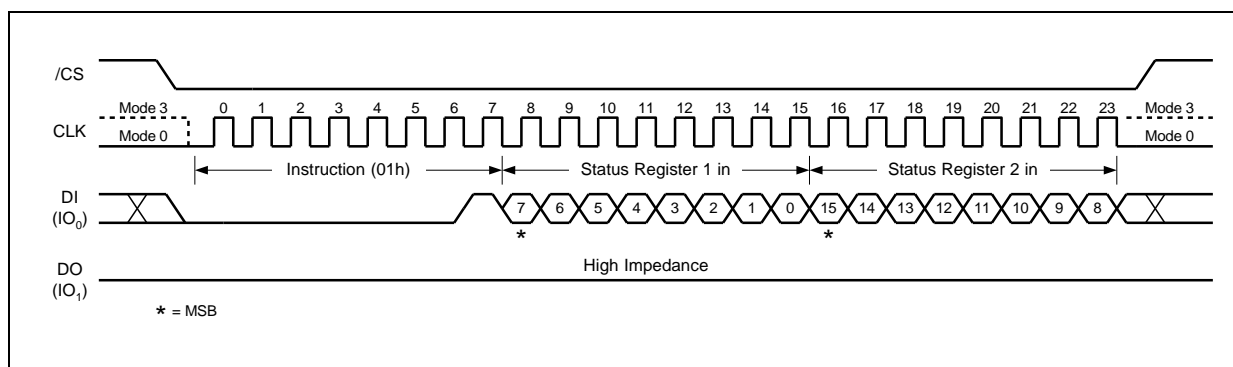 /CS
Mode 3 0 1 2 3 4 5 6 7 8 9 10 11 12 13 14 15 16 17 18 19 20 21 22 23 Mode 3
CLK Mode 0 Mode 0
Instruction (01h) Status Register 1 in Status Register 2 in
DI
(IO0) 7 6 5 4 3 2 1 0 15 14 13 12 11 10 9 8
* *
High Impedance
DO
(IO1)
* = MSB